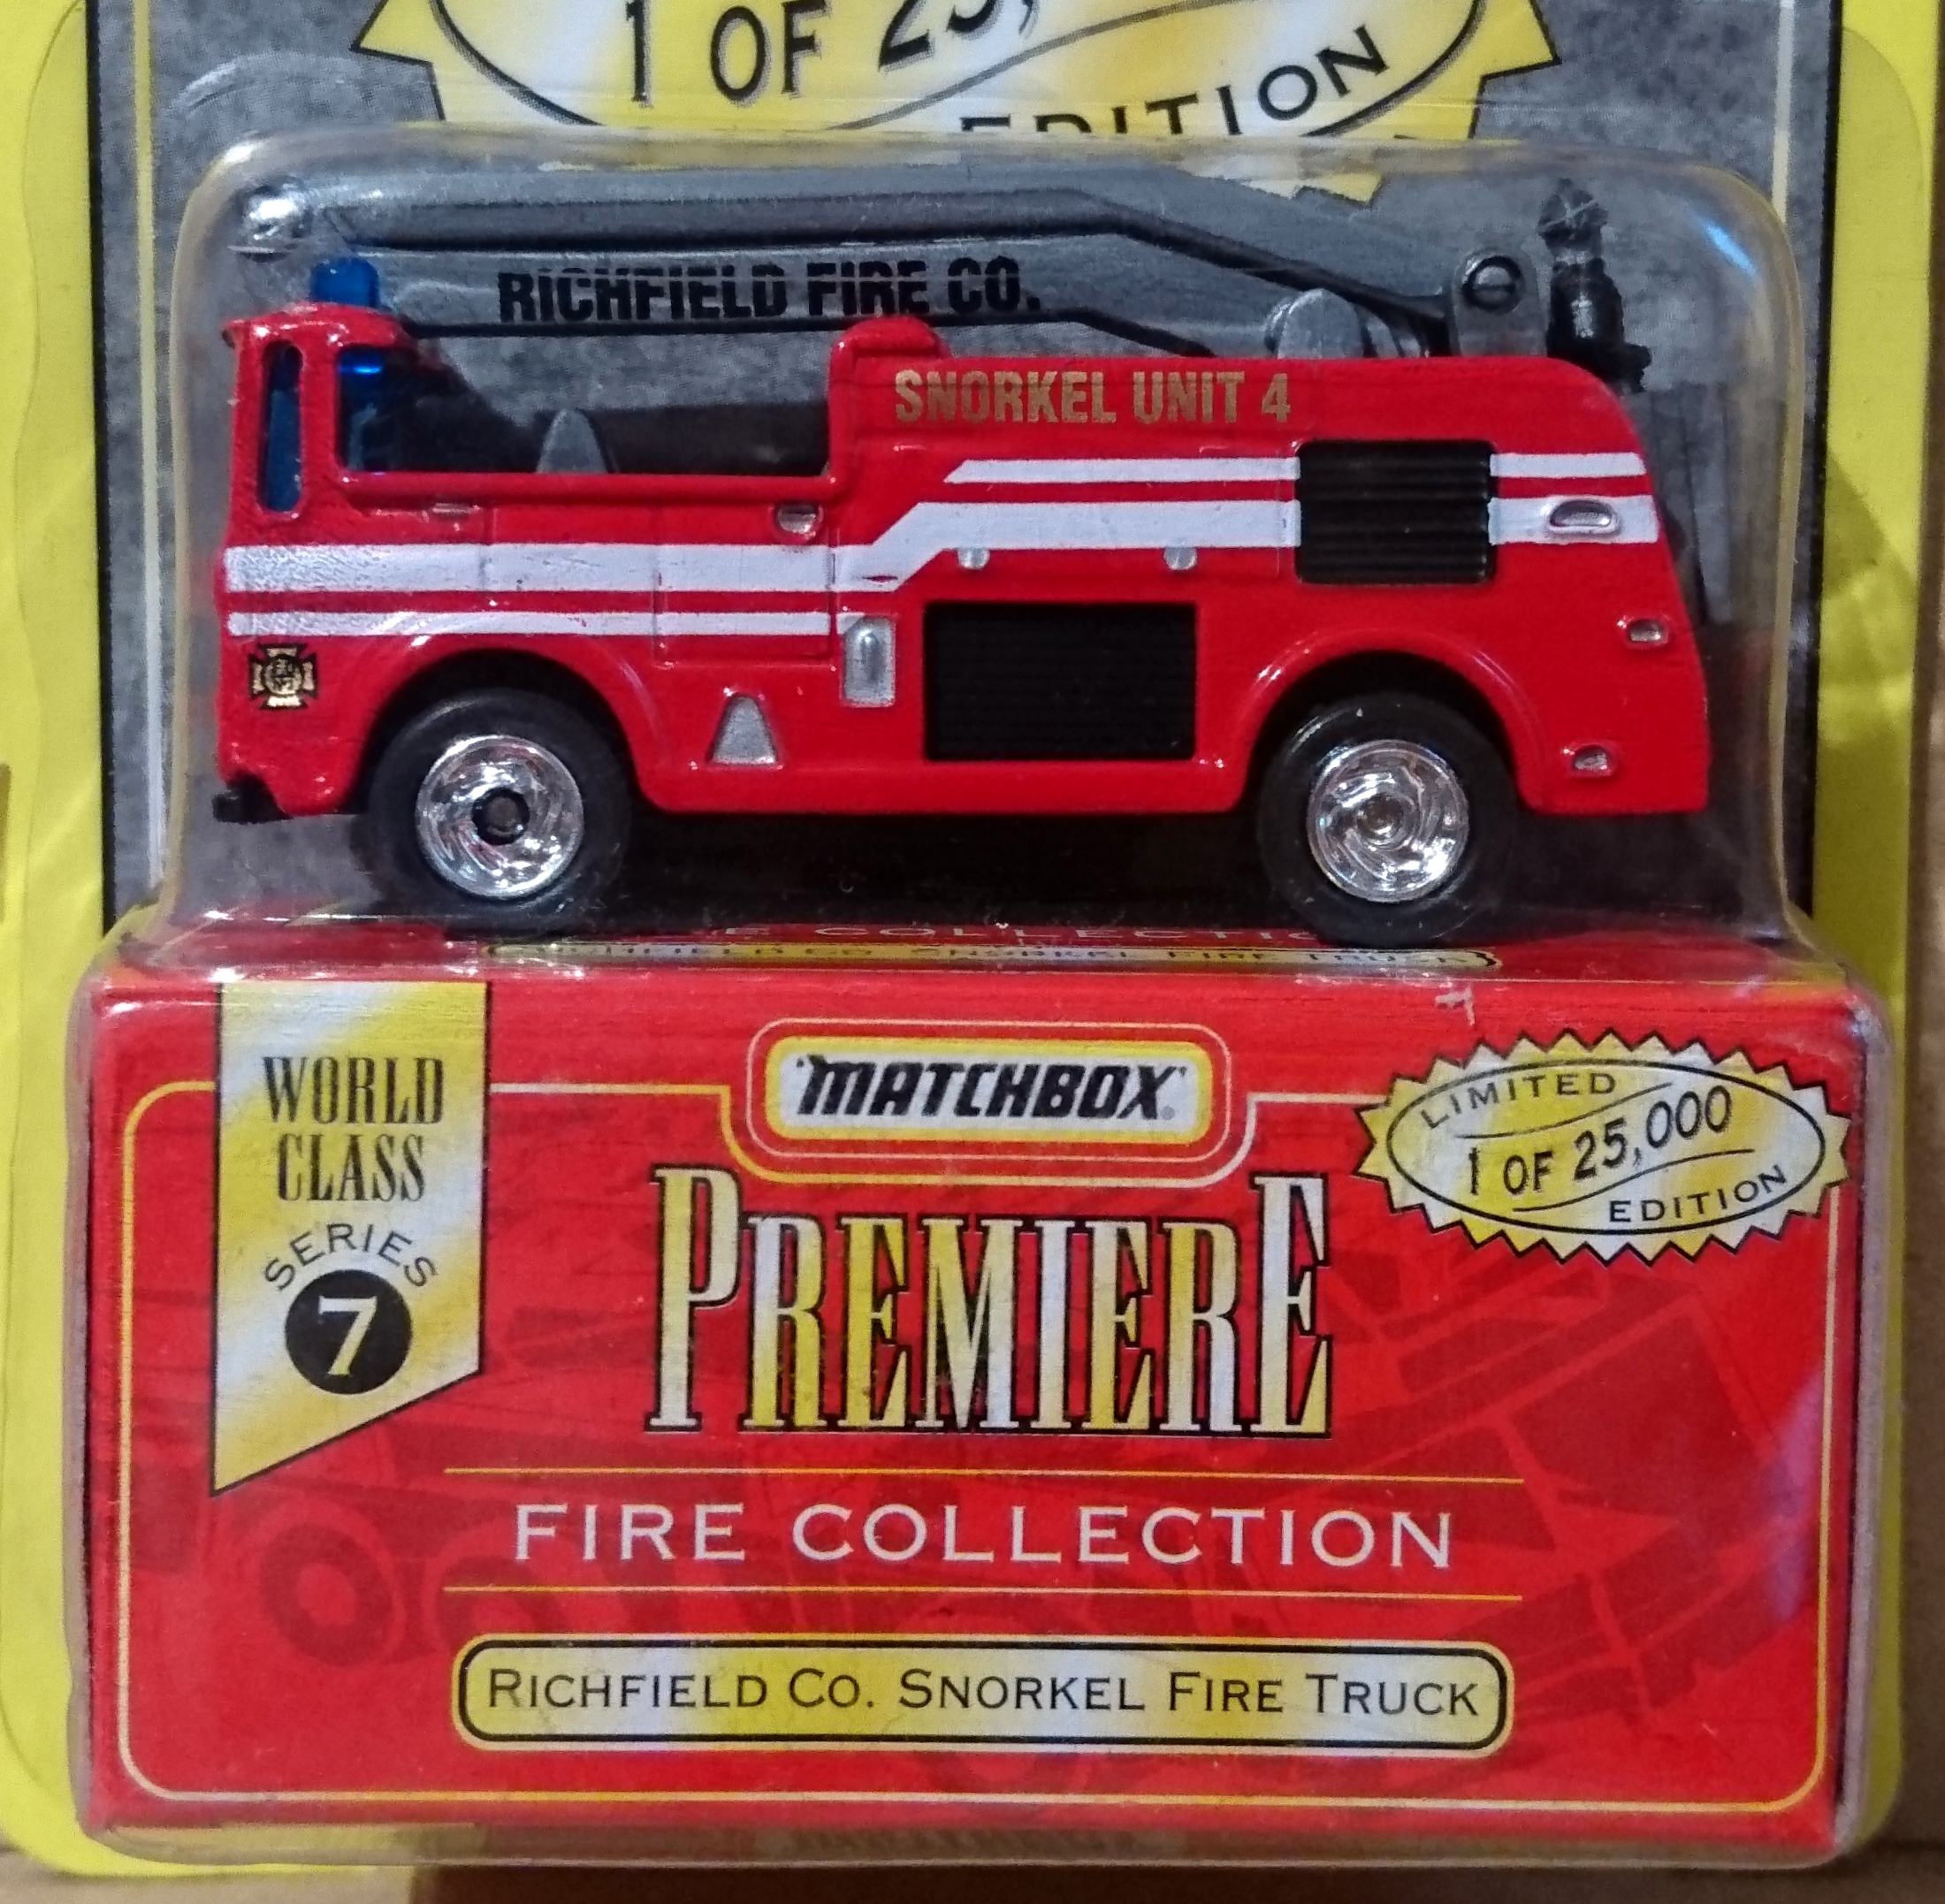 1 OF 25,
EDITION
RICHFIELD FIRE CO.
SNORKEL UNIT 4
WORLD
CLASS
SERIES
7
MATCHBOX
PREMIERE
LIMITED
1 OF 25,000
EDITION
FIRE COLLECTION
RICHFIELD CO. SNORKEL FIRE TRUCK